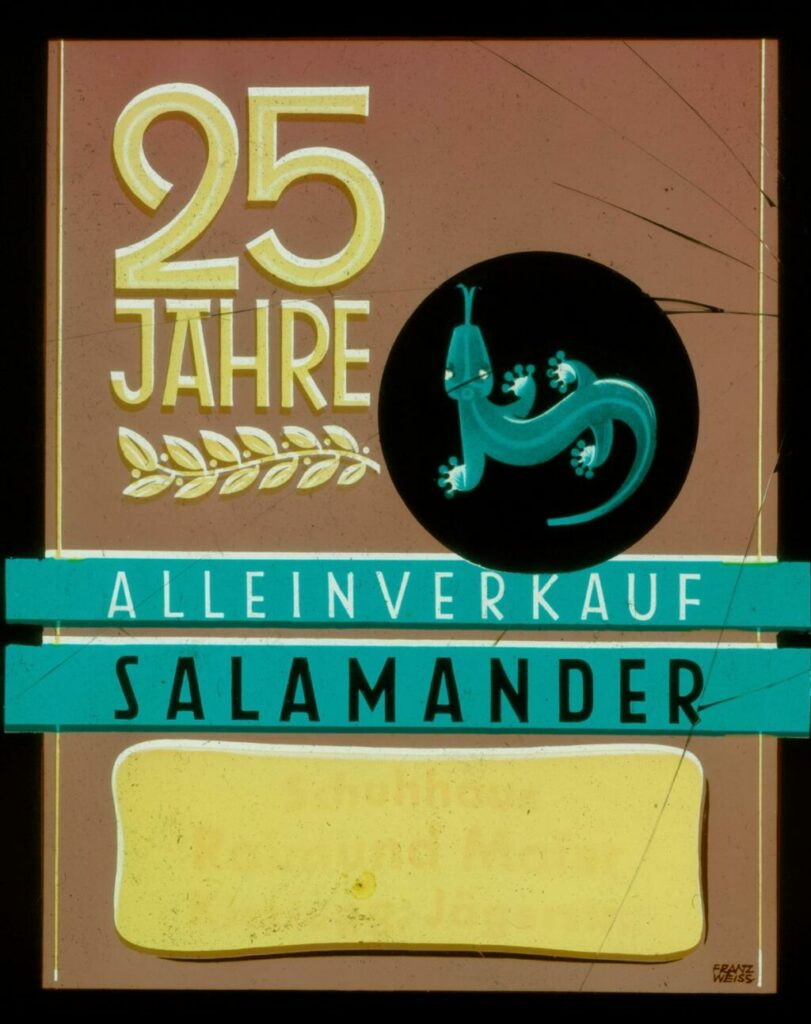 25
JAHRE
ALLEINVERKAUF
SALAMANDER
Schuhhaus
FRANZ
WEISS